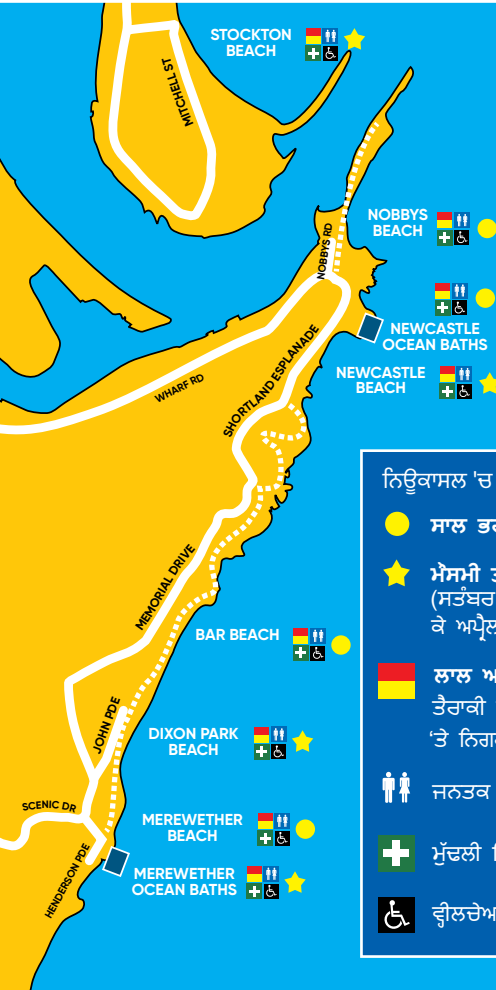 STOCKTON
BEACH
MITCHELL ST
NOBBYS
BEACH
NOBBYS RD
NEWCASTLE
OCEAN BATHS
SHORTLAND ESPLANADE
NEWCASTLE
BEACH
WHARF RD
ਨਿਊਕਾਸਲ 'ਚ
ਸਾਲ
ਮੌਸਮੀ
(ਸਤੰਬਰ
ਕੇ
MEMORIAL DRIVE
BAR BEACH
ਲਾਲ
ਤੈਰਾਕੀ
'ਤੇ
JOHN PDE
DIXON PARK
BEACH
ਜਨਤਕ
SCENIC DR
MEREWETHER
BEACH
ਮੁੱਢਲੀ
HENDERSON PDE
MEREWETHER
OCEAN BATHS